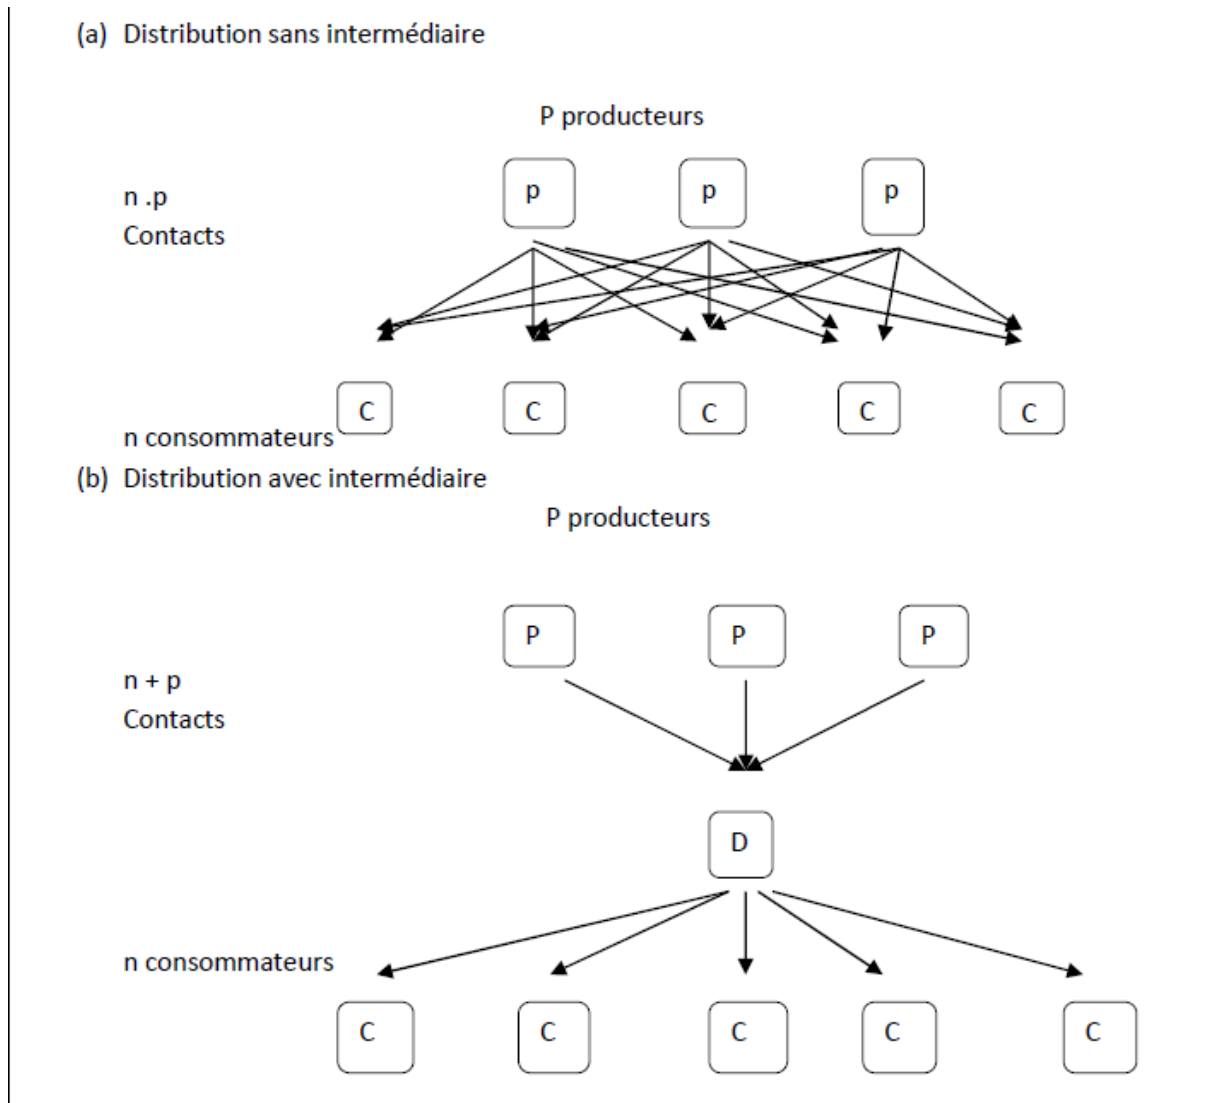 (a) Distribution sans intermédiaire
P producteurs
p p p
n .p
Contacts
C C C C C
n consommateurs
(b) Distribution avec intermédiaire
P producteurs
P P P
n + p
Contacts
D
n consommateurs
C C C C C